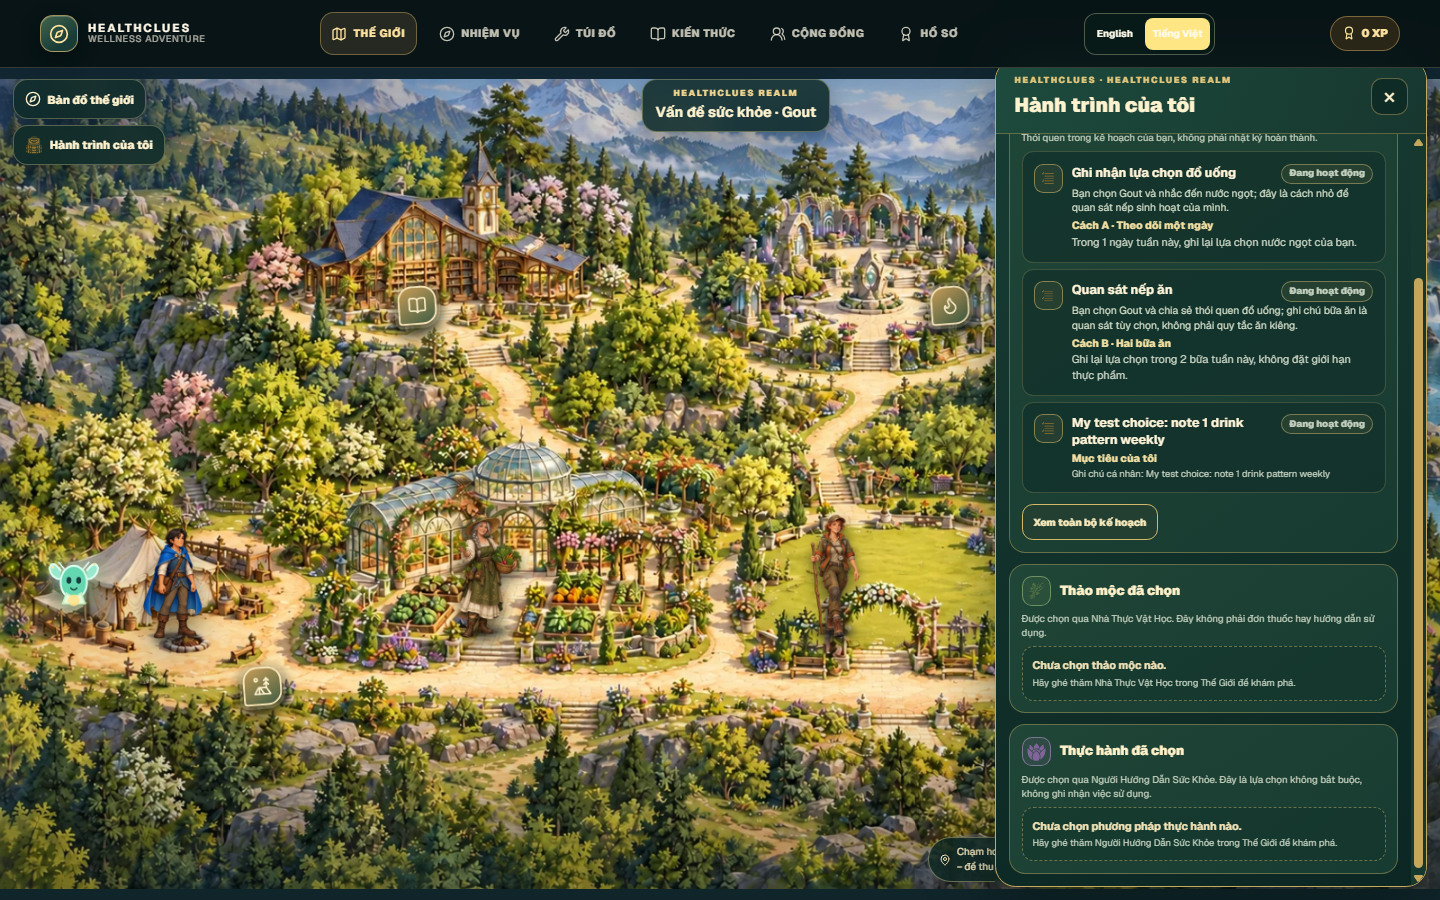 HEALTHCLUES
WELLNESS ADVENTURE
THẾ GIỚI
NHIỆM VỤ
TÚI ĐỒ
KIẾN THỨC
CỘNG ĐỒNG
HỒ SƠ
English
Tiếng Việt
0 XP
Bản đồ thế giới
Hành trình của tôi
HEALTHCLUES REALM
Vấn đề sức khỏe · Gout
HEALTHCLUES · HEALTHCLUES REALM
Hành trình của tôi
Thói quen trong kế hoạch của bạn, không phải nhật ký hoàn thành.
Ghi nhận lựa chọn đồ uống
Đang hoạt động
Bạn chọn Gout và nhắc đến nước ngọt; đây là cách nhỏ để
quan sát nếp sinh hoạt của mình.
Cách A · Theo dõi một ngày
Trong 1 ngày tuần này, ghi lại lựa chọn nước ngọt của bạn.
Quan sát nếp ăn
Đang hoạt động
Bạn chọn Gout và chia sẻ thói quen đồ uống; ghi chú bữa ăn là
quan sát tùy chọn, không phải quy tắc ăn kiêng.
Cách B · Hai bữa ăn
Ghi lại lựa chọn trong 2 bữa tuần này, không đặt giới hạn
thực phẩm.
My test choice: note 1 drink
pattern weekly
Đang hoạt động
Mục tiêu của tôi
Ghi chú cá nhân: My test choice: note 1 drink pattern weekly
Xem toàn bộ kế hoạch
Thảo mộc đã chọn
Được chọn qua Nhà Thực Vật Học. Đây không phải đơn thuốc hay hướng dẫn sử
dụng.
Chưa chọn thảo mộc nào.
Hãy ghé thăm Nhà Thực Vật Học trong Thế Giới để khám phá.
Thực hành đã chọn
Được chọn qua Người Hướng Dẫn Sức Khỏe. Đây là lựa chọn không bắt buộc,
không ghi nhận việc sử dụng.
Chưa chọn phương pháp thực hành nào.
Hãy ghé thăm Người Hướng Dẫn Sức Khỏe trong Thế Giới để khám phá.
Chạm
– để thu